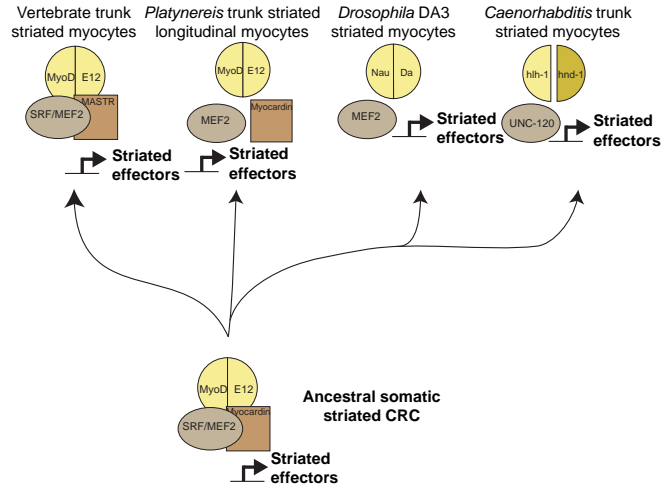 Vertebrate trunk
striated myocytes
Platynereis trunk striated
longitudinal myocytes
Drosophila DA3
striated myocytes
Caenorhabditis trunk
striated myocytes
MyoD E12
MASTR
SRF/MEF2
Striated
effectors
MyoD E12
Myocardin
MEF2
Striated
effectors
Nau Da
MEF2
Striated
effectors
hlh-1 hnd-1
UNC-120
Striated
effectors
MyoD E12
Myocardin
SRF/MEF2
Striated
effectors
Ancestral somatic
striated CRC